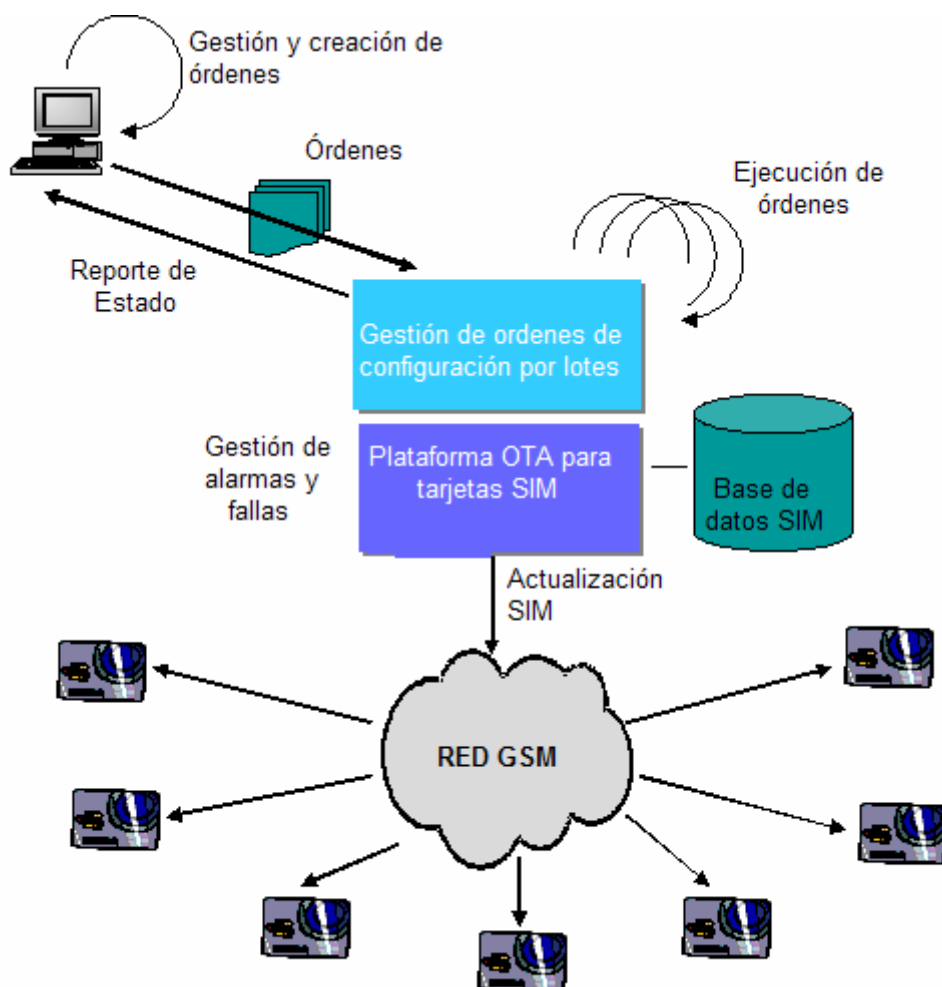 Gestión y creación de
órdenes
Órdenes
Ejecución de
órdenes
Reporte de
Estado
Gestión de ordenes de
configuración por lotes
Gestión de
alarmas y
fallas
Plataforma OTA para
tarjetas SIM
Base de
datos SIM
Actualización
SIM
RED GSM